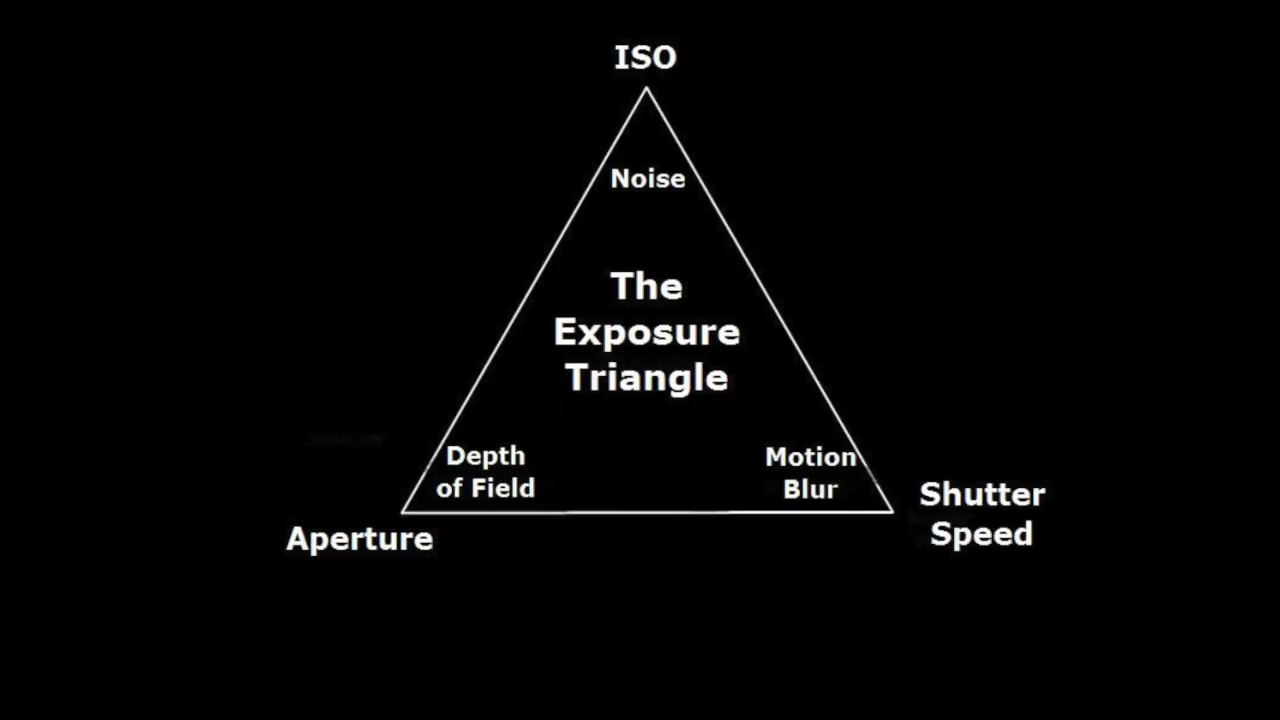 ISO
Noise
The
Exposure
Triangle
Depth
of Field
Motion
Blur
Aperture
Shutter
Speed